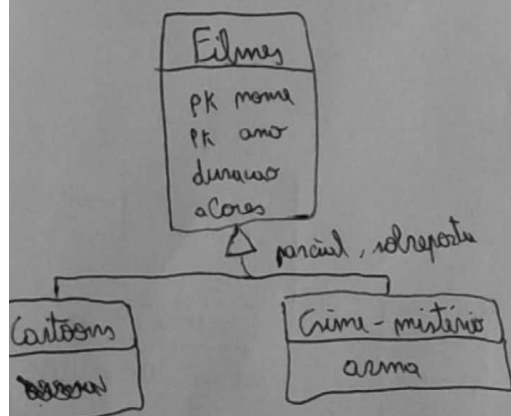 Filmes
PK nome
PK ano
duracao
aCores
parcial, sobreposta
Cartoons
Crime-mistério
arma